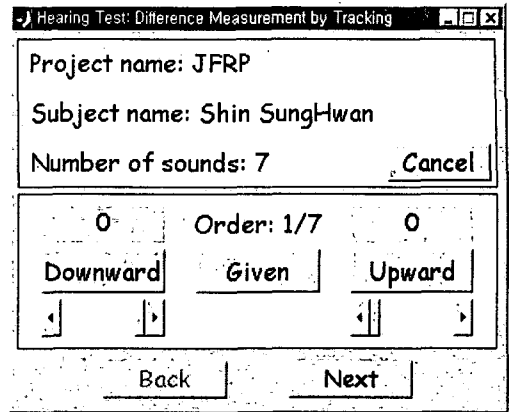 Hearing Test: Difference Measurement by Tracking
Project name: JFRP
Subject name: Shin SungHwan
Number of sounds: 7 Cancel
0 Order: 1/7 0
Downward Given Upward
Back Next